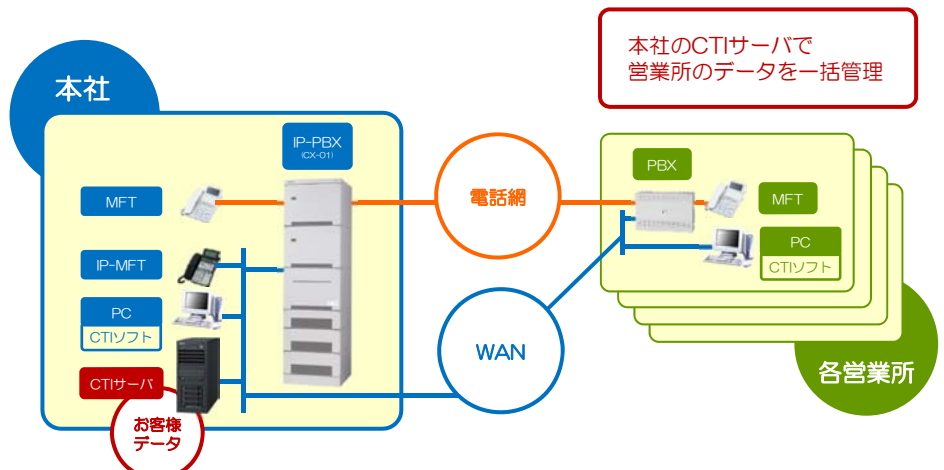 本社のCTIサーバで
営業所のデータを一括管理
本社
IP-PBX
(CX-01)
MFT
IP-MFT
PC
CTIソフト
CTIサーバ
お客様
データ
電話網
WAN
PBX
MFT
PC
CTIソフト
各営業所